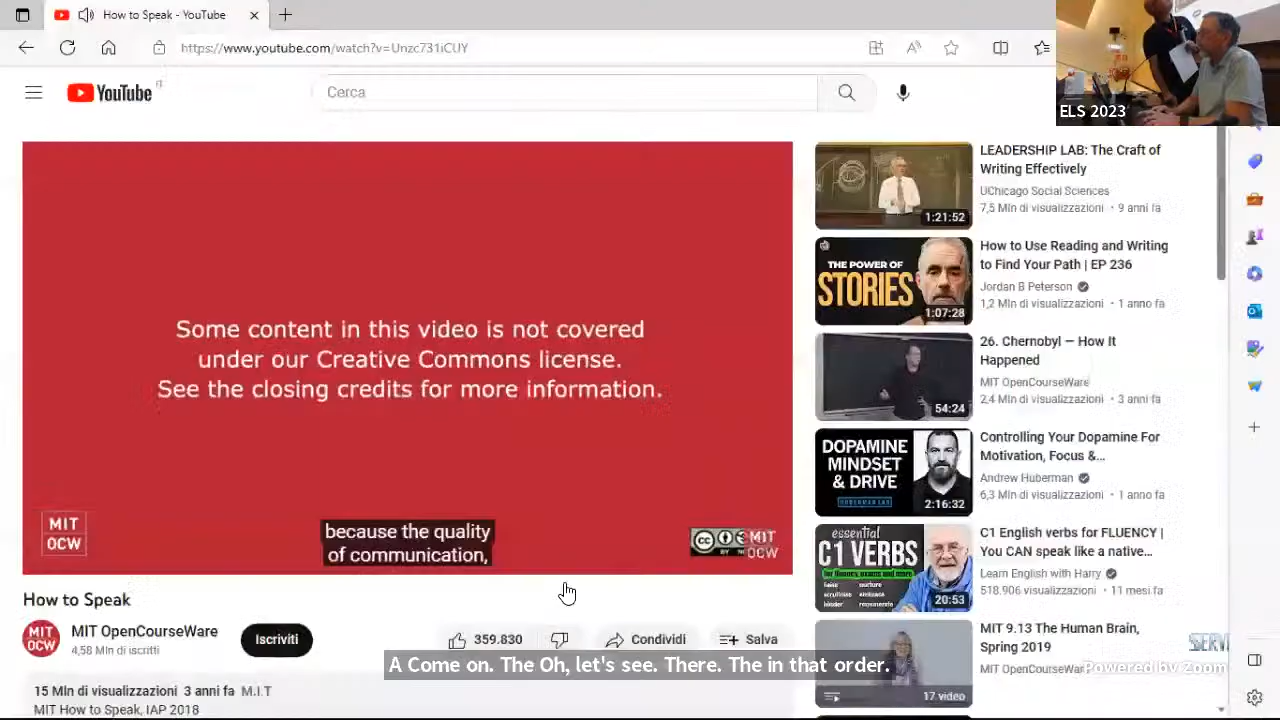 How to Speak - YouTube
https://www.youtube.com/watch?v=Unzc731iCUY
YouTube IT
Cerca
ELS 2023
Some content in this video is not covered
under our Creative Commons license.
See the closing credits for more information.
MIT
OCW
because the quality
of communication,
MIT
OCW
How to Speak
MIT
OCW
MIT OpenCourseWare
4,58 Mln di iscritti
Iscriviti
359.830
Condividi
Salva
A Come on. The Oh, let's see. There. The in that order.
15 Mln di visualizzazioni 3 anni fa M.I.T
MIT How to Speak, IAP 2018
1:21:52
LEADERSHIP LAB: The Craft of
Writing Effectively
UChicago Social Sciences
7,5 Mln di visualizzazioni • 9 anni fa
THE POWER OF
STORIES
1:07:28
How to Use Reading and Writing
to Find Your Path | EP 236
Jordan B Peterson
1,2 Mln di visualizzazioni • 1 anno fa
54:24
26. Chernobyl — How It
Happened
MIT OpenCourseWare
2,4 Mln di visualizzazioni • 3 anni fa
DOPAMINE
MINDSET
& DRIVE
HUBERMAN LAB
2:16:32
Controlling Your Dopamine For
Motivation, Focus &...
Andrew Huberman
6,3 Mln di visualizzazioni • 1 anno fa
essential
C1 VERBS
20:53
C1 English verbs for FLUENCY |
You CAN speak like a native...
Learn English with Harry
518.906 visualizzazioni • 11 mesi fa
17 video
MIT 9.13 The Human Brain,
Spring 2019
MIT OpenCourseWar
Powered by Zoom